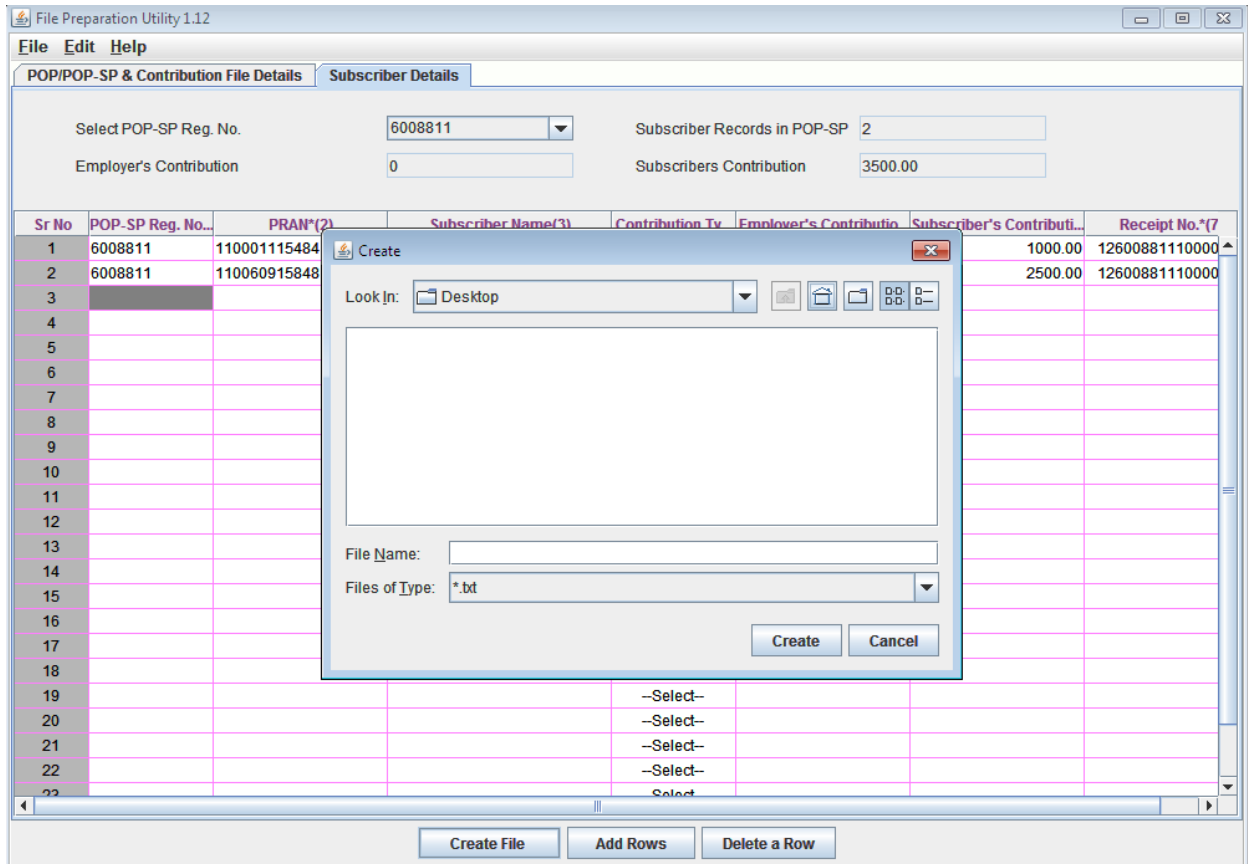 File Preparation Utility 1.12
File Edit Help
POP/POP-SP & Contribution File Details Subscriber Details
Select POP-SP Reg. No. 6008811 Subscriber Records in POP-SP 2
Employer's Contribution 0 Subscribers Contribution 3500.00
Sr No POP-SP Reg. No... PRAN*(2) Subscriber Name(3) Contribution Ty Employer's Contributio Subscriber's Contributi... Receipt No.*(7
1 6008811 110001115484 1000.00 12600881110000
2 6008811 110060915848 2500.00 12600881110000
3
4
5
6
7
8
9
10
11
12
13
14
15
16
17
18
19 --Select--
20 --Select--
21 --Select--
22 --Select--
23 Select
Create
Look In: Desktop
File Name:
Files of Type: *.txt
Create Cancel
Create File Add Rows Delete a Row